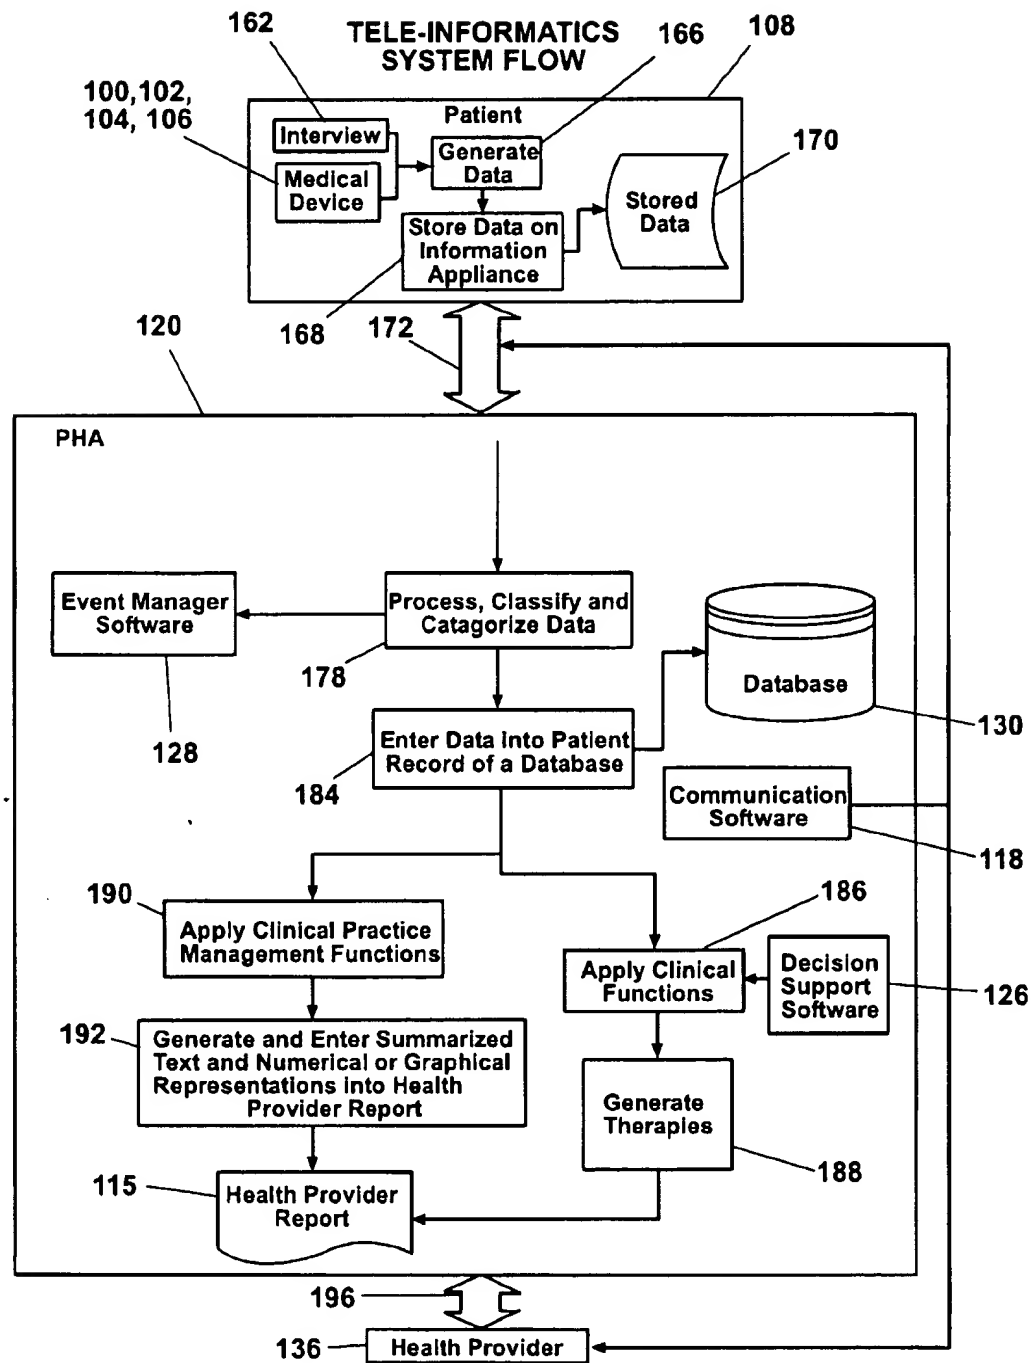 162
TELE-INFORMATICS
SYSTEM FLOW
166
108
100,102,
104, 106
Patient
Interview
Generate
Data
170
Medical
Device
Stored
Data
Store Data on
Information
Appliance
120
168
172
PHA
Event Manager
Software
Process, Classify and
Catagorize Data
178
Database
128
130
Enter Data into Patient
Record of a Database
184
Communication
Software
118
190
186
Apply Clinical Practice
Management Functions
Apply Clinical
Functions
Decision
Support
Software
126
192
Generate and Enter Summarized
Text and Numerical or Graphical
Representations into Health
Provider Report
Generate
Therapies
188
115
Health Provider
Report
196
136
Health Provider